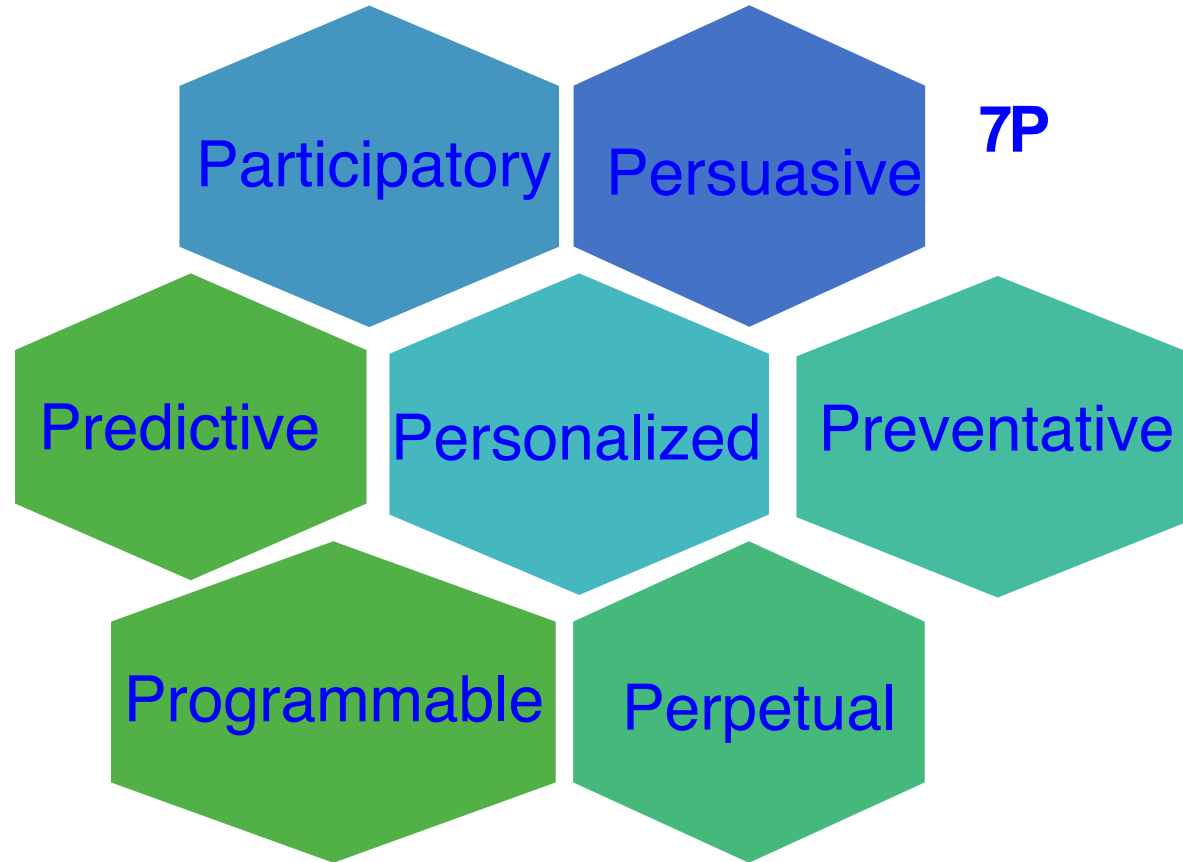 7P
Participatory
Persuasive
Predictive
Personalized
Preventative
Programmable
Perpetual